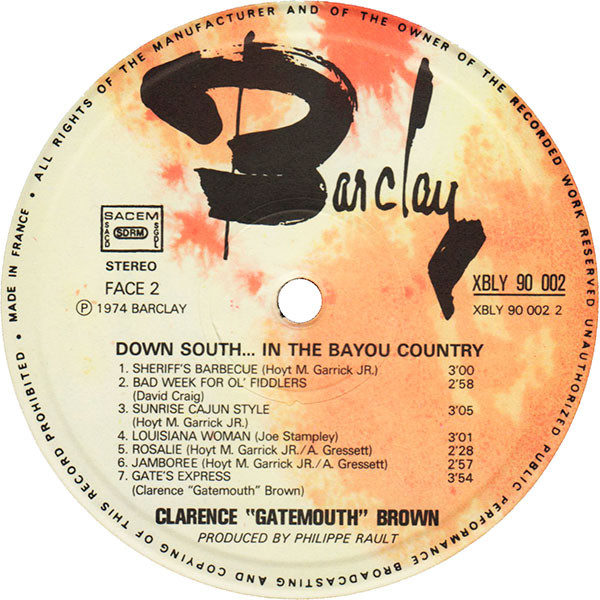 ALL RIGHTS OF THE MANUFACTURER AND OF THE OWNER OF THE RECORDED WORK RESERVED • UNAUTHORIZED PUBLIC PERFORMANCE BROADCASTING AND COPYING OF THIS RECORD PROHIBITED • MADE IN FRANCE •
Barclay
SACEM
SACD SDRM SGDL
STEREO
FACE 2
℗ 1974 BARCLAY
XBLY 90 002
XBLY 90 002 2
DOWN SOUTH... IN THE BAYOU COUNTRY
1. SHERIFF'S BARBECUE (Hoyt M. Garrick JR.) 3'00
2. BAD WEEK FOR OL' FIDDLERS 2'58
(David Craig)
3. SUNRISE CAJUN STYLE 3'05
(Hoyt M. Garrick JR.)
4. LOUISIANA WOMAN (Joe Stampley) 3'01
5. ROSALIE (Hoyt M. Garrick JR./A. Gressett) 2'28
6. JAMBOREE (Hoyt M. Garrick JR./A. Gressett) 2'57
7. GATE'S EXPRESS 3'54
(Clarence "Gatemouth" Brown)
CLARENCE "GATEMOUTH" BROWN
PRODUCED BY PHILIPPE RAULT